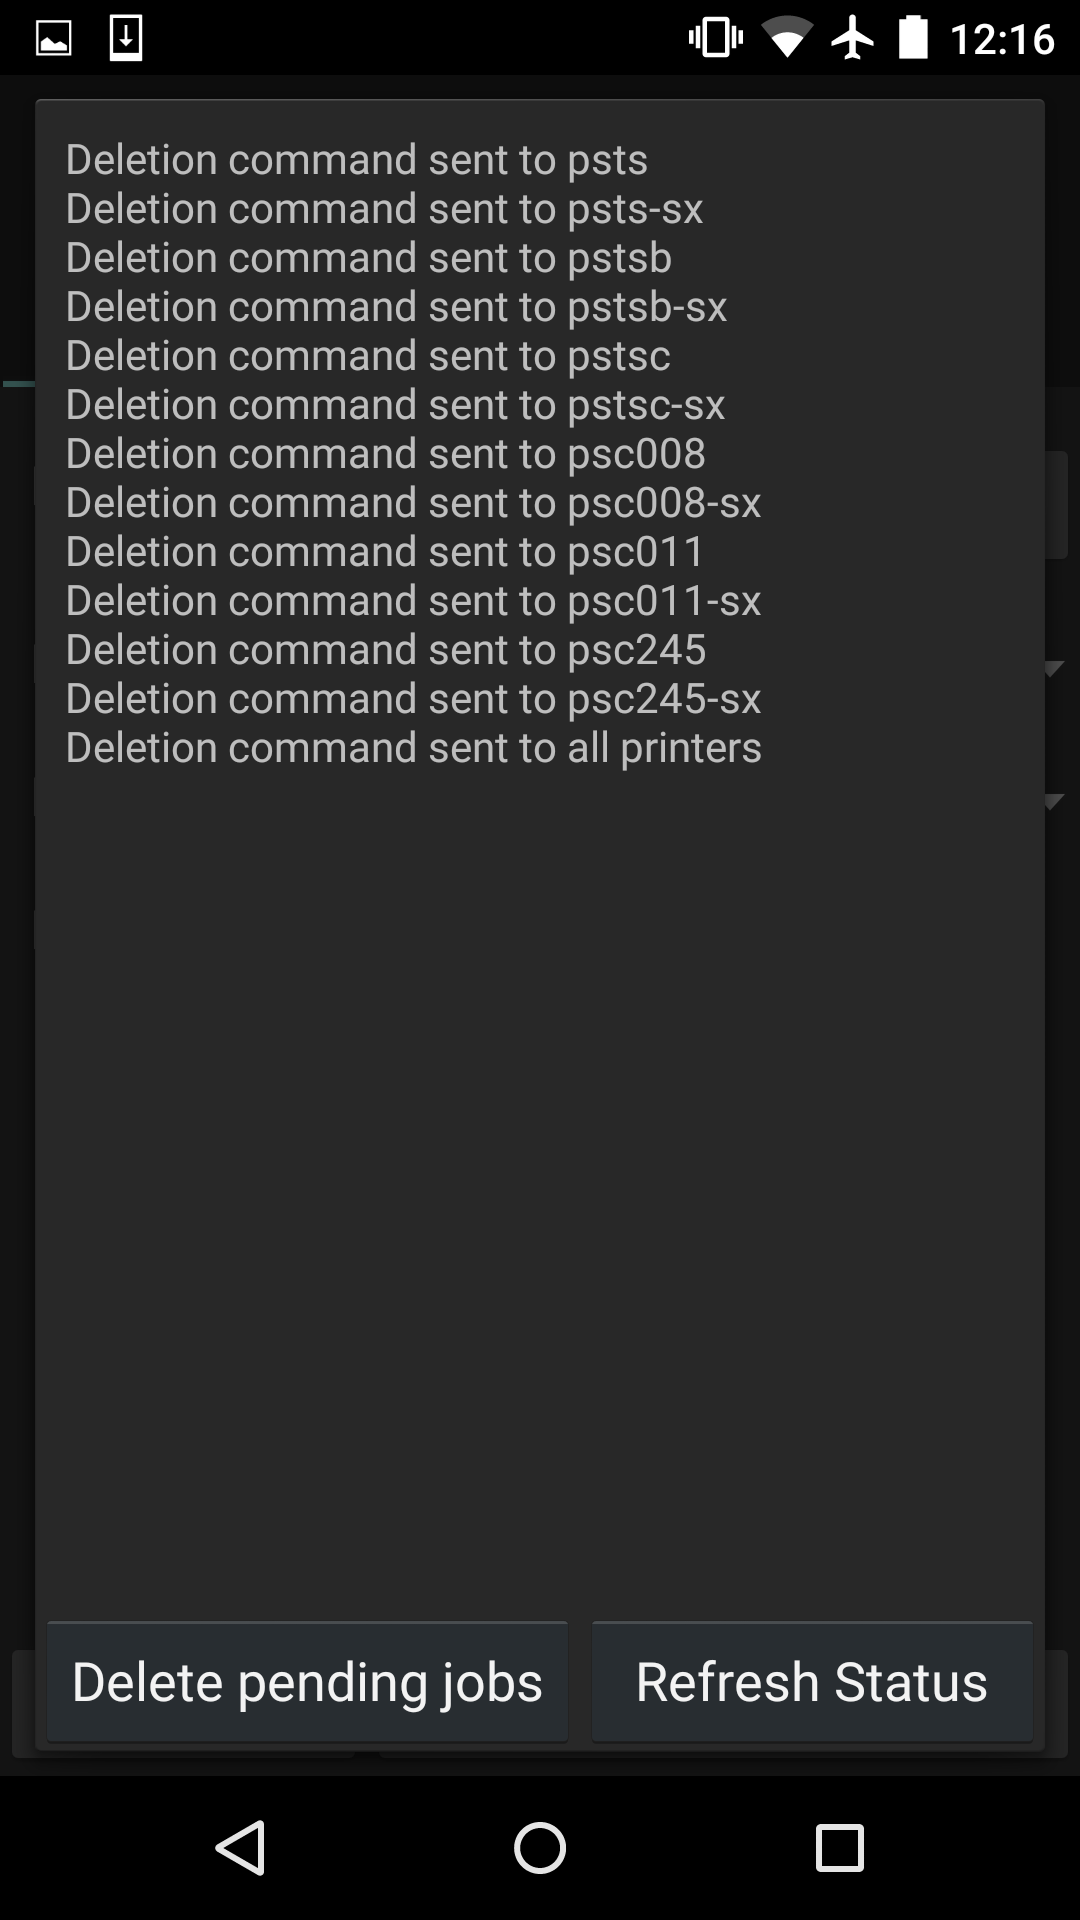 12:16
Deletion command sent to psts
Deletion command sent to psts-sx
Deletion command sent to pstsb
Deletion command sent to pstsb-sx
Deletion command sent to pstsc
Deletion command sent to pstsc-sx
Deletion command sent to psc008
Deletion command sent to psc008-sx
Deletion command sent to psc011
Deletion command sent to psc011-sx
Deletion command sent to psc245
Deletion command sent to psc245-sx
Deletion command sent to all printers
Delete pending jobs
Refresh Status